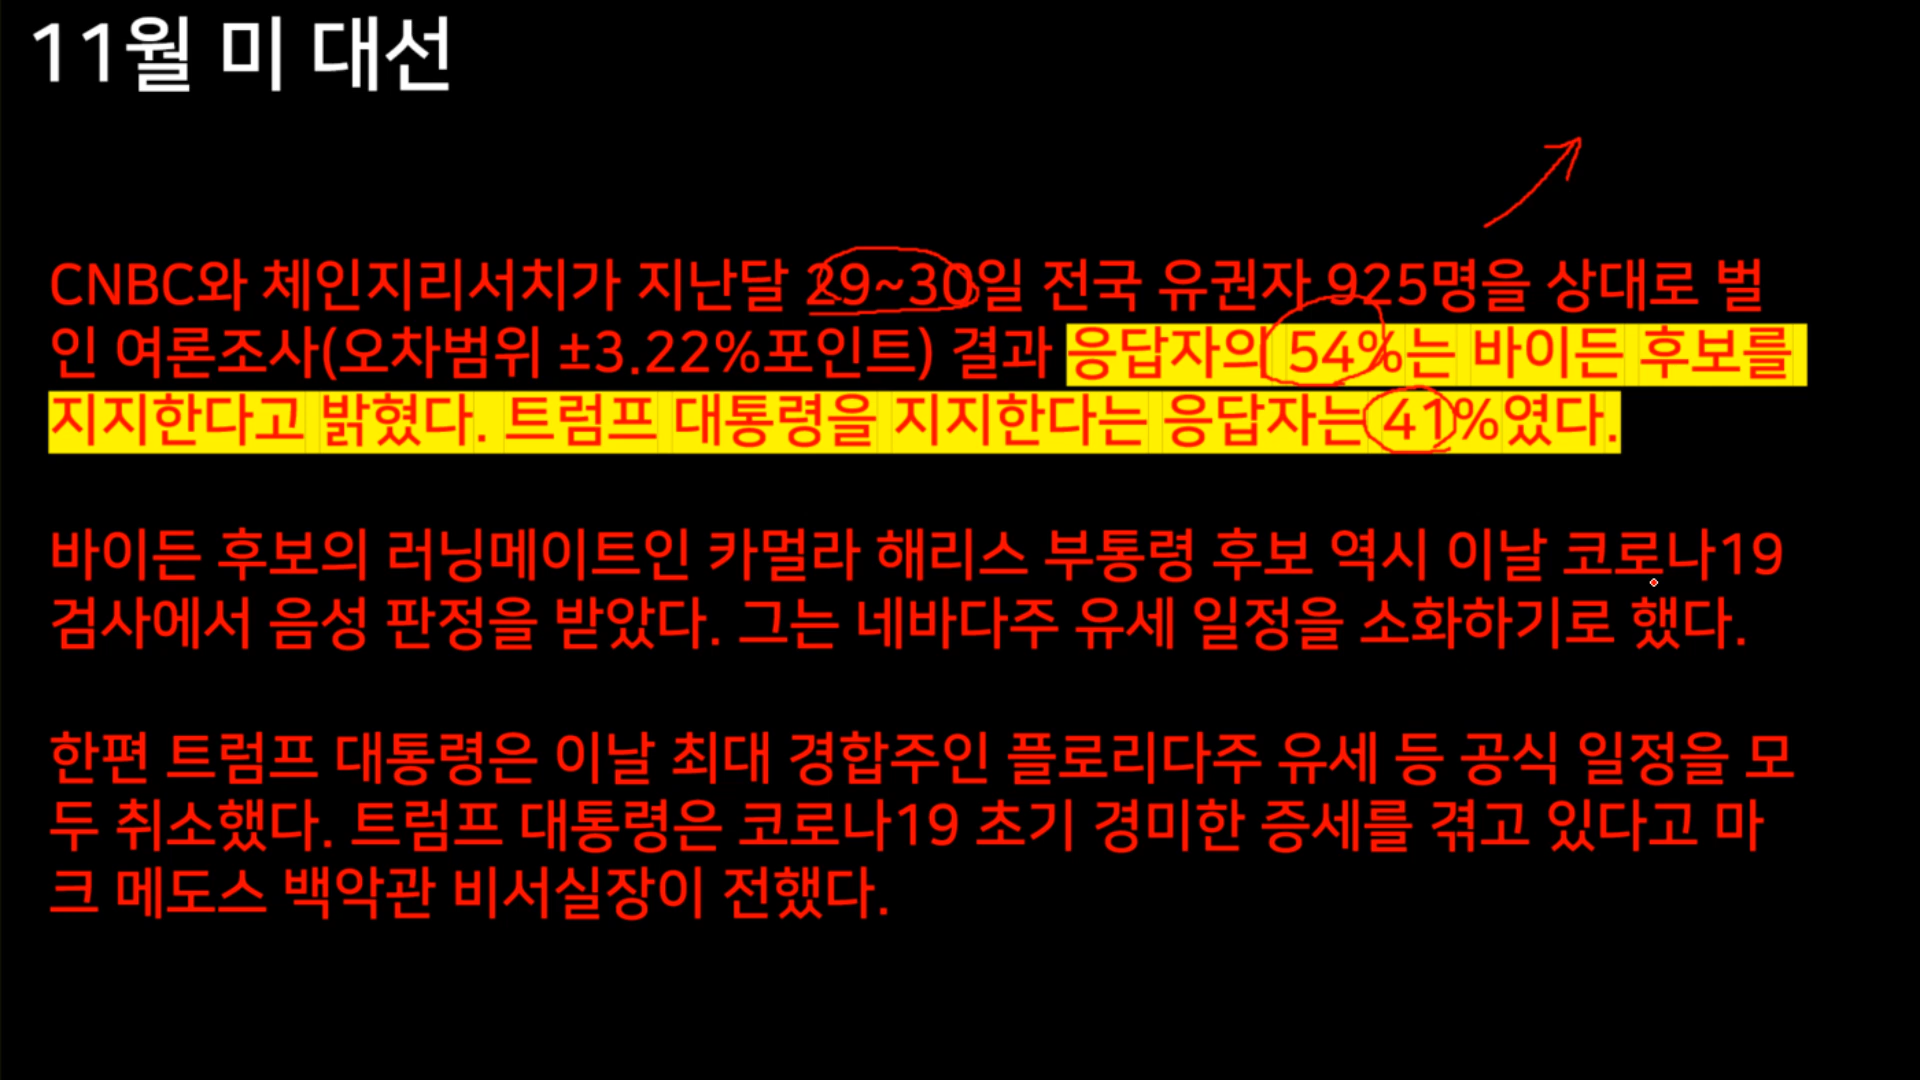 11월 미 대선
CNBC와 체인지리서치가 지난달 29~30일 전국 유권자 925명을 상대로 벌
인 여론조사(오차범위 ±3.22%포인트) 결과 응답자의 54%는 바이든 후보를
지지한다고 밝혔다. 트럼프 대통령을 지지한다는 응답자는 41%였다.
바이든 후보의 러닝메이트인 카멀라 해리스 부통령 후보 역시 이날 코로나19
검사에서 음성 판정을 받았다. 그는 네바다주 유세 일정을 소화하기로 했다.
한편 트럼프 대통령은 이날 최대 경합주인 플로리다주 유세 등 공식 일정을 모
두 취소했다. 트럼프 대통령은 코로나19 초기 경미한 증세를 겪고 있다고 마
크 메도스 백악관 비서실장이 전했다.